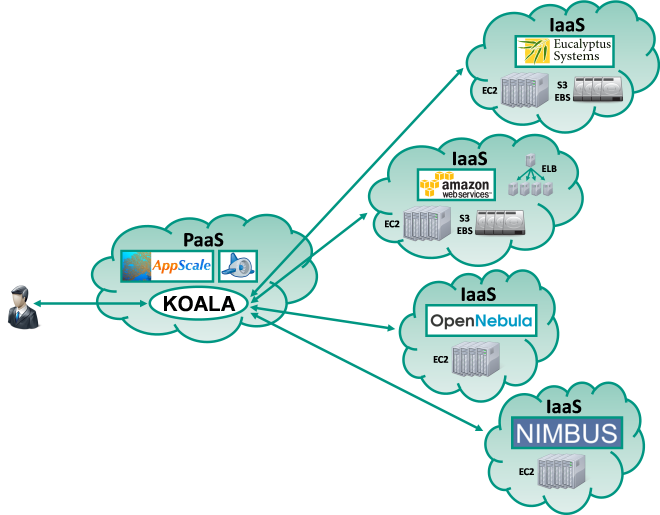 IaaS
Eucalyptus
Systems
EC2
S3
EBS
IaaS
amazon
webservices™
ELB
EC2
S3
EBS
PaaS
AppScale
KOALA
IaaS
OpenNebula
EC2
IaaS
NIMBUS
EC2